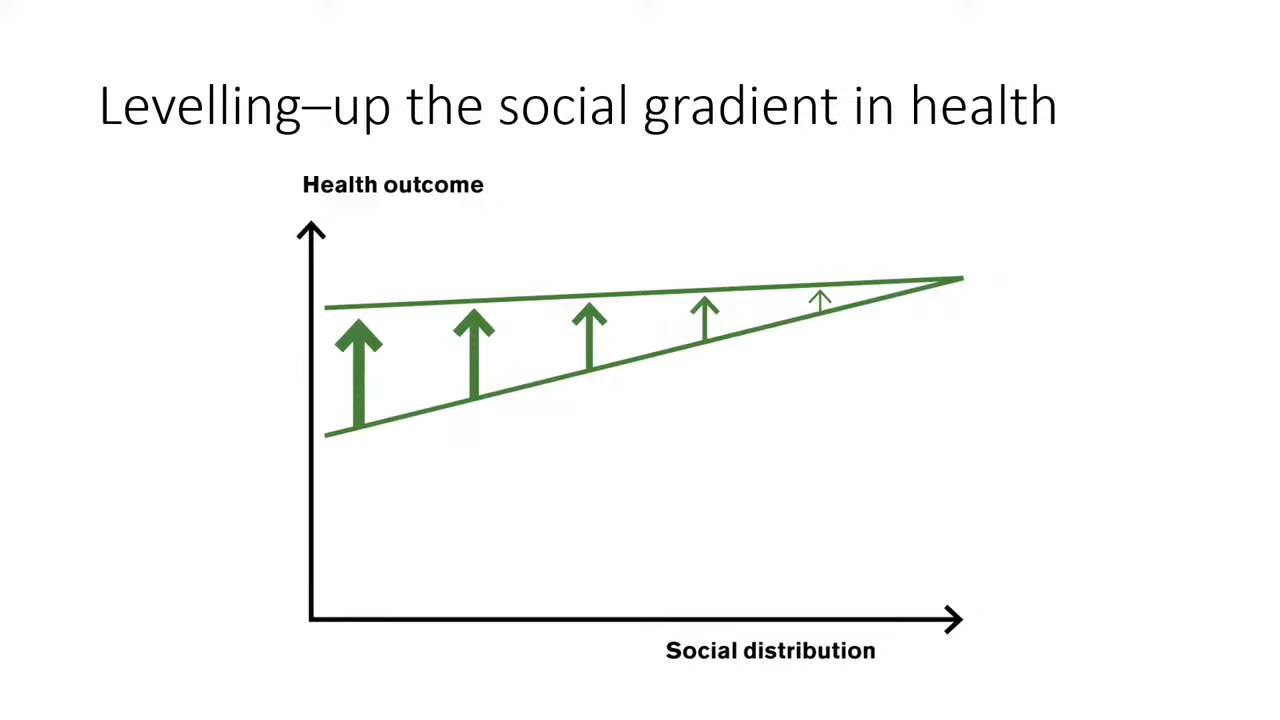 Levelling–up the social gradient in health
Health outcome
Social distribution